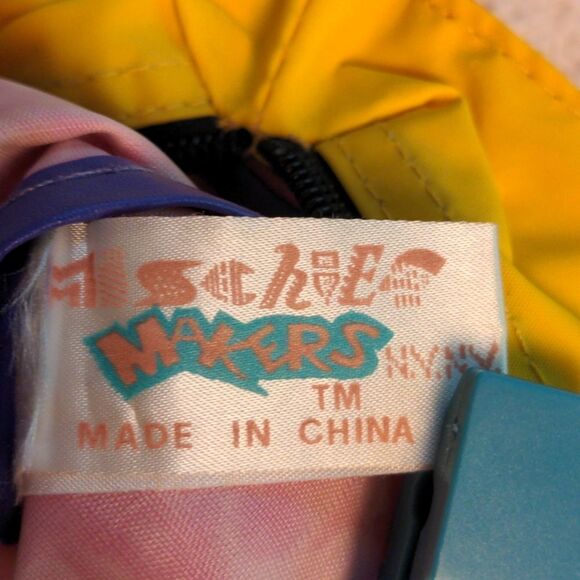 MischiEF
MAKERS N.Y.N.Y.
TM
MADE IN CHINA